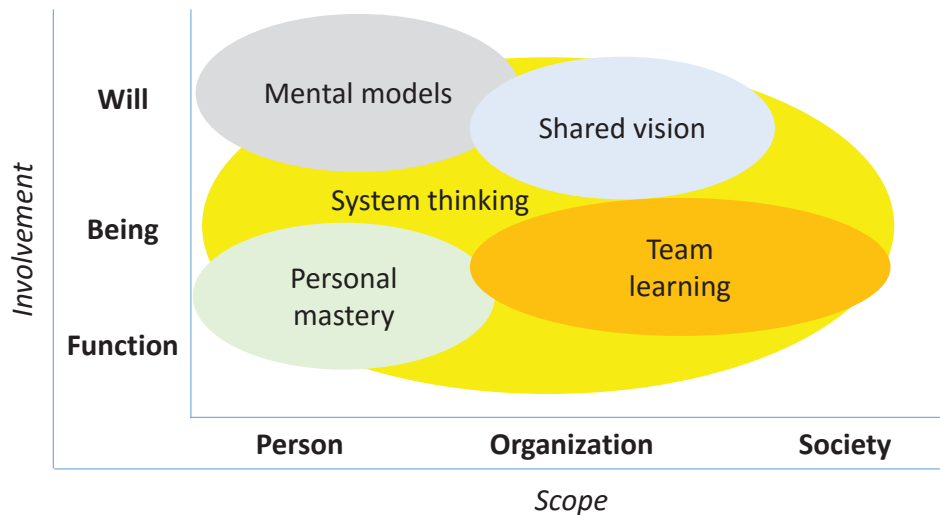 Involvement
Will
Being
Function
Mental models
Shared vision
System thinking
Personal
mastery
Team
learning
Person
Organization
Society
Scope